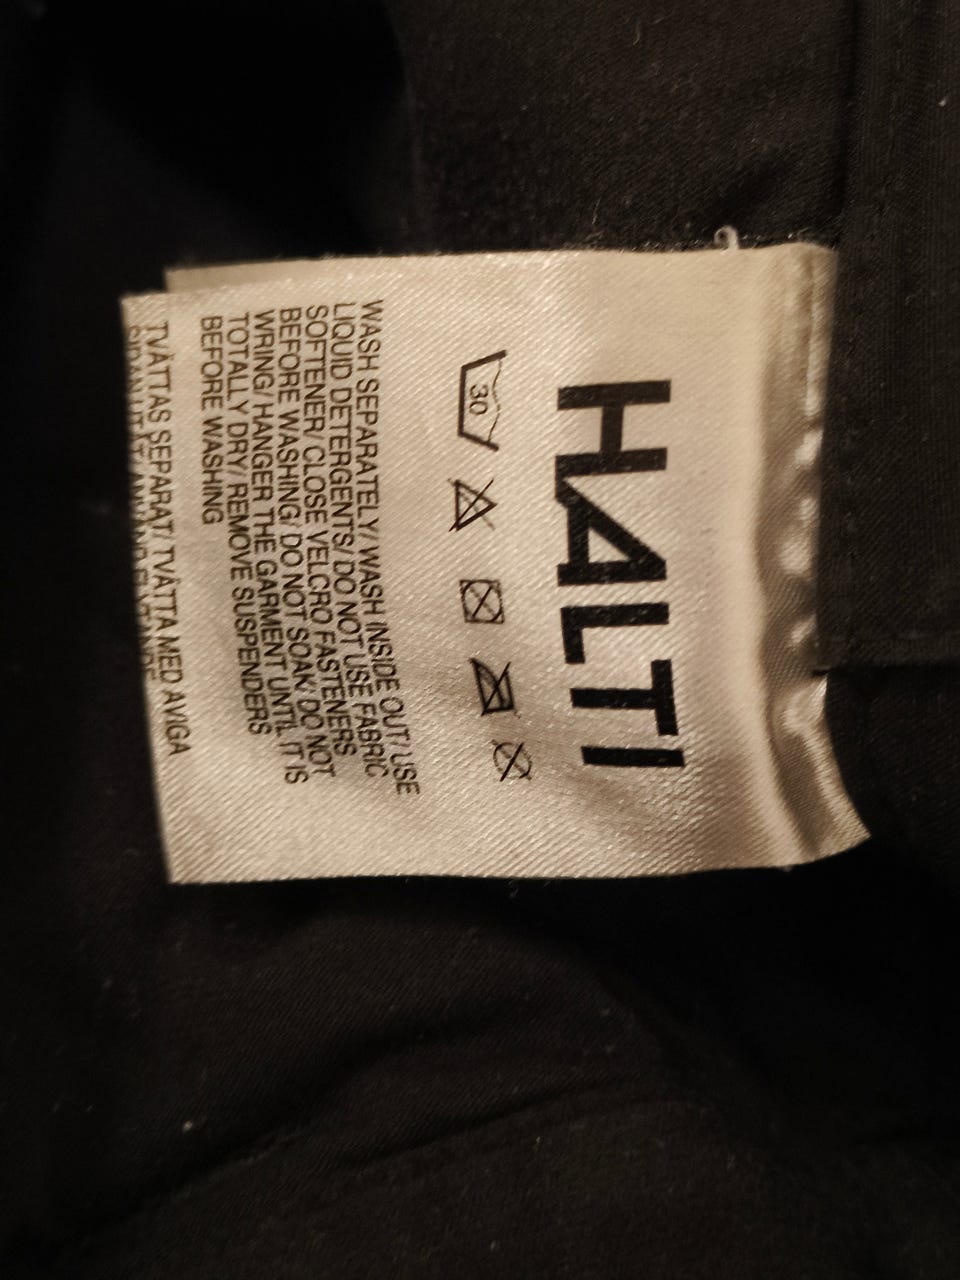 HALTI
30
WASH SEPARATELY/ WASH INSIDE OUT/ USE
LIQUID DETERGENTS/ DO NOT USE FABRIC
SOFTENER/ CLOSE VELCRO FASTENERS
BEFORE WASHING/ DO NOT SOAK/ DO NOT
WRING/ HANGER THE GARMENT UNTIL IT IS
TOTALLY DRY/ REMOVE SUSPENDERS
BEFORE WASHING
TVÄTTAS SEPARAT/ TVÄTTA MED AVIGA